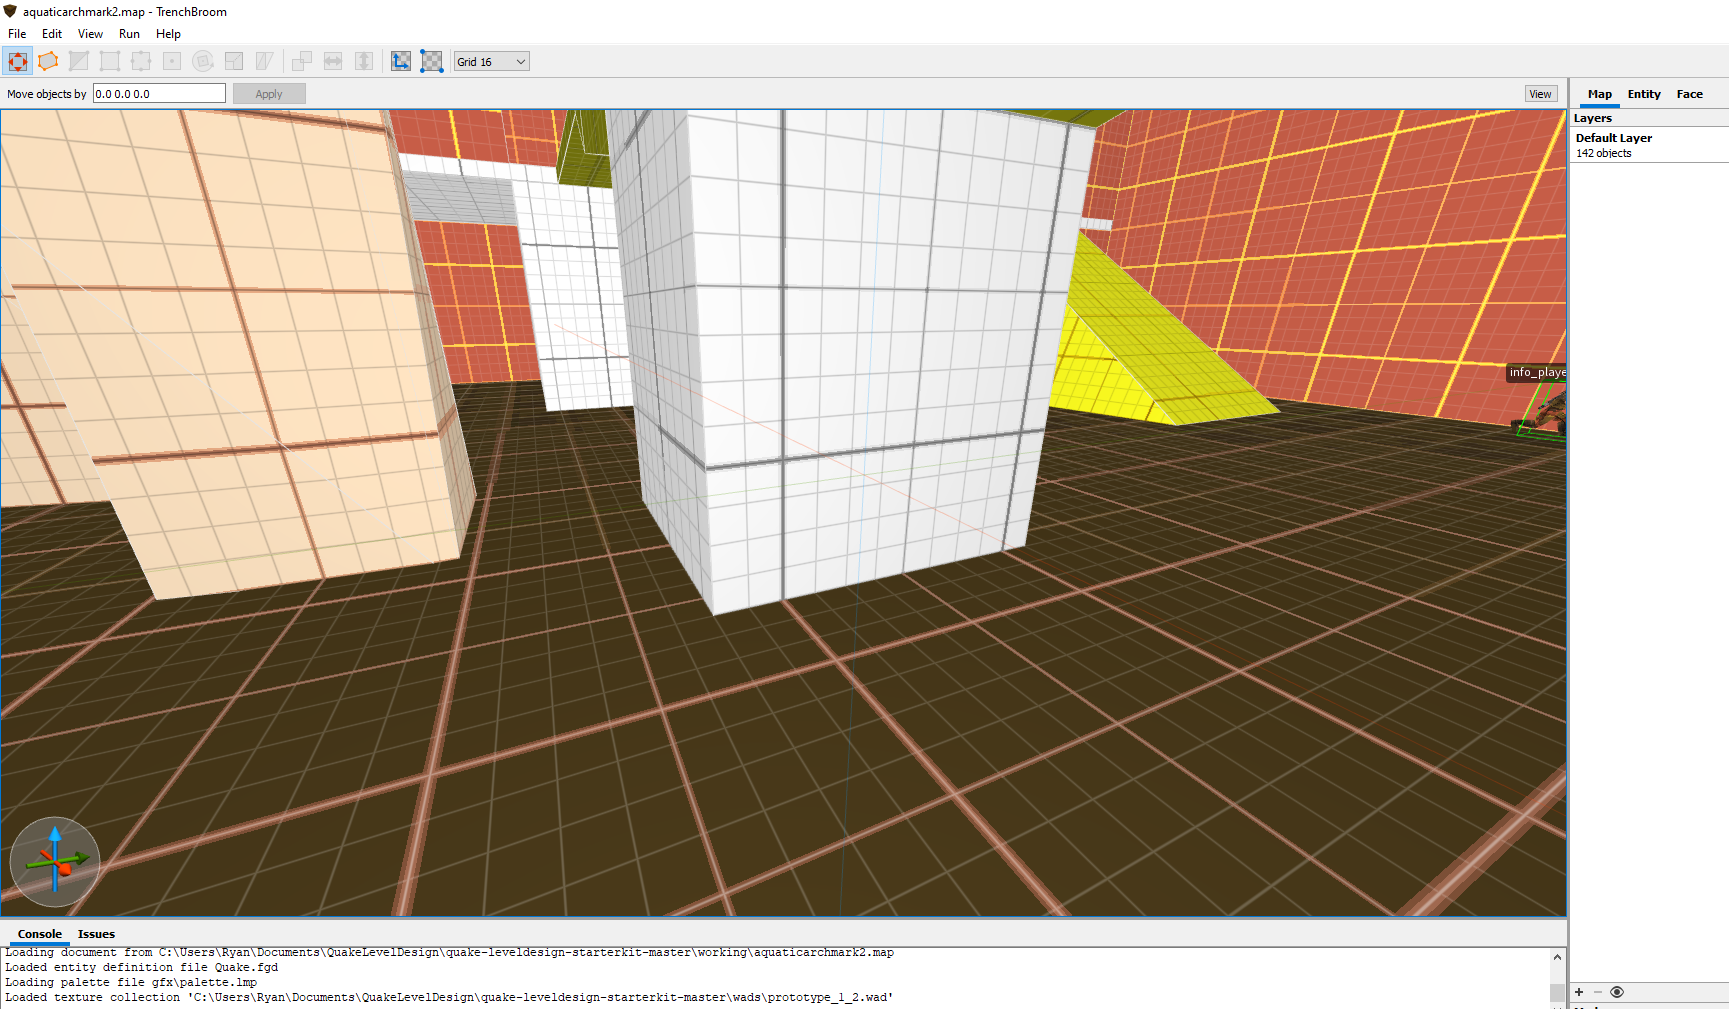 aquaticarchmark2.map - TrenchBroom
File Edit View Run Help
Grid 16
Move objects by 0.0 0.0 0.0 Apply View
Map Entity Face
Layers
Default Layer
142 objects
info_playe
Console Issues
Loading document from C:\Users\Ryan\Documents\QuakeLevelDesign\quake-leveldesign-starterkit-master\working\aquaticarchmark2.map
Loaded entity definition file Quake.fgd
Loading palette file gfx\palette.lmp
Loaded texture collection 'C:\Users\Ryan\Documents\QuakeLevelDesign\quake-leveldesign-starterkit-master\wads\prototype_1_2.wad'